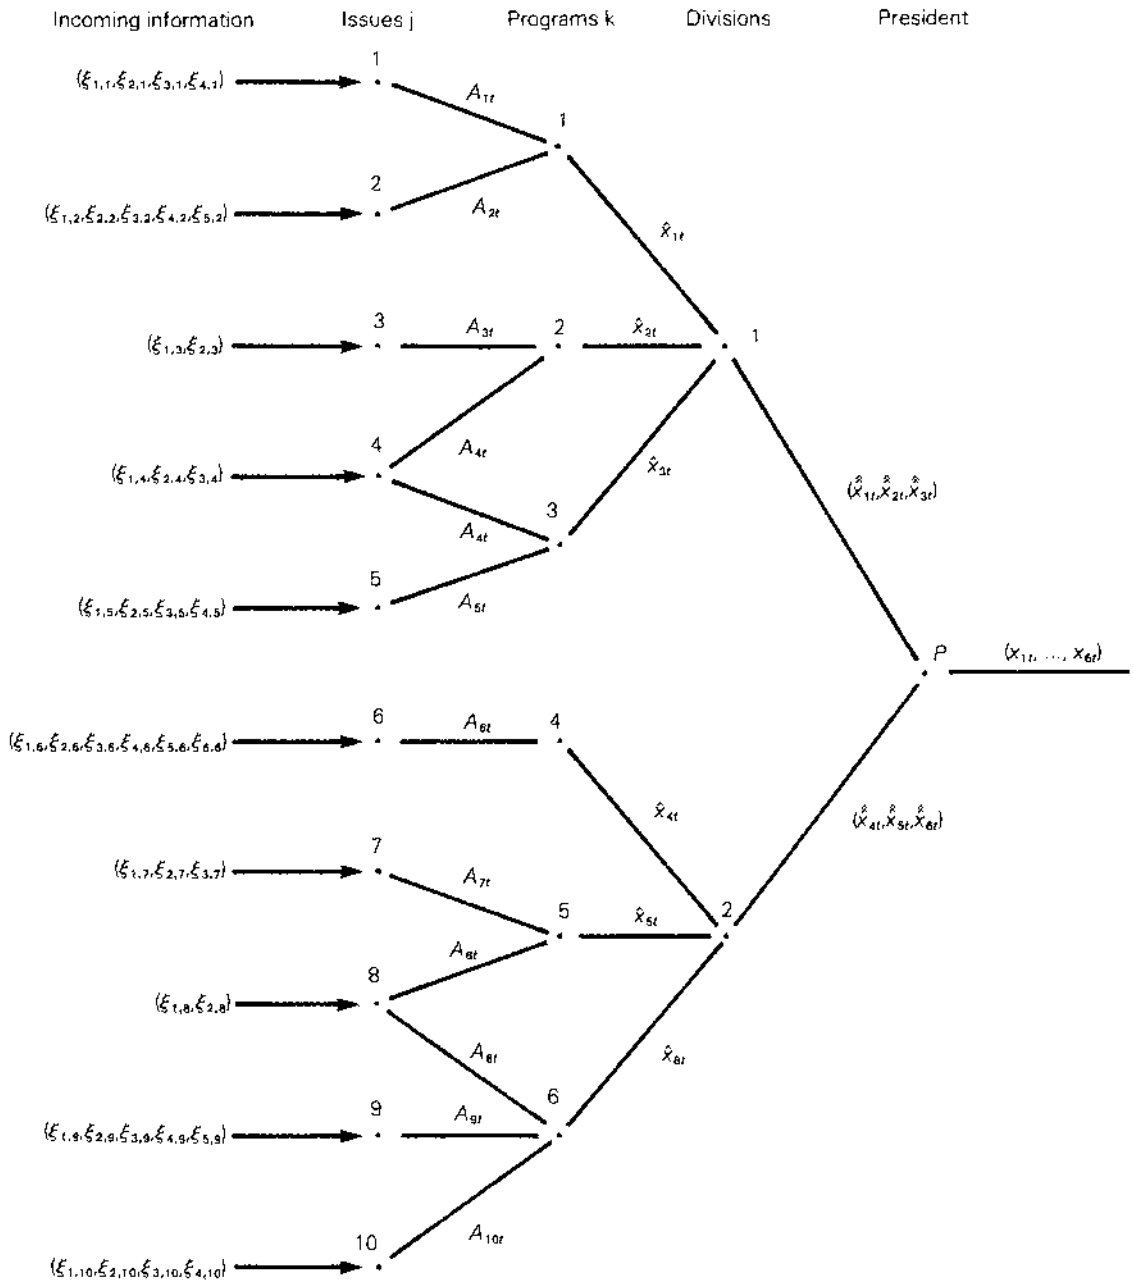 Incoming information Issues j Programs k Divisions President
(ξ1,1,ξ2,1,ξ3,1,ξ4,1) 1
A1t
1
2
(ξ1,2,ξ2,2,ξ3,2,ξ4,2,ξ5,2) A2t
x̂1t
3 A3t 2 x̂2t 1
(ξ1,3,ξ2,3)
4
(ξ1,4,ξ2,4,ξ3,4) A4t
x̂3t
(x̂̂1t,x̂̂2t,x̂̂3t)
3
A4t
5
(ξ1,5,ξ2,5,ξ3,5,ξ4,5) A5t
P (x1t, ..., x6t)
6 A6t 4
(ξ1,6,ξ2,6,ξ3,6,ξ4,6,ξ5,6,ξ6,6)
x̂4t (x̂̂4t,x̂̂5t,x̂̂6t)
7
(ξ1,7,ξ2,7,ξ3,7) A7t
5 x̂5t 2
A8t
8
(ξ1,8,ξ2,8)
A8t x̂6t
6
9 A9t
(ξ1,9,ξ2,9,ξ3,9,ξ4,9,ξ5,9)
10 A10t
(ξ1,10,ξ2,10,ξ3,10,ξ4,10)